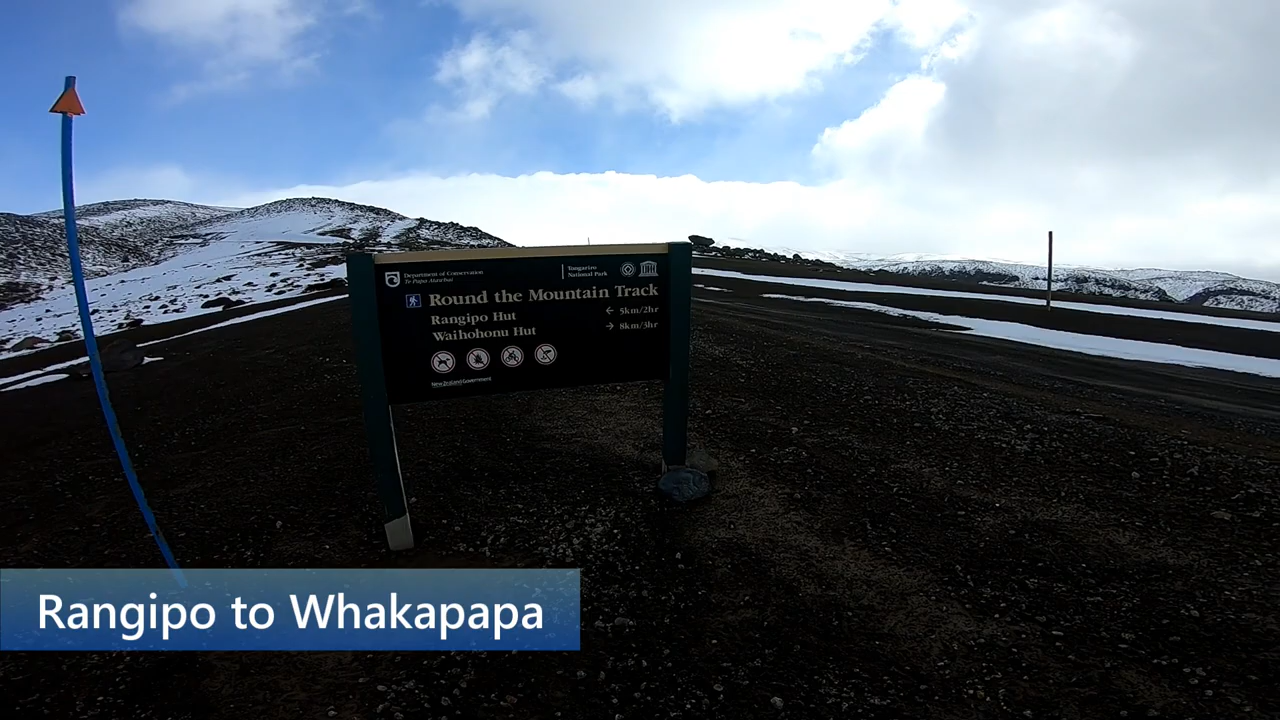 Department of Conservation
Te Papa Atawhai
Tongariro
National Park
Round the Mountain Track
Rangipo Hut ← 5km/2hr
Waihohonu Hut → 8km/3hr
New Zealand Government
Rangipo to Whakapapa